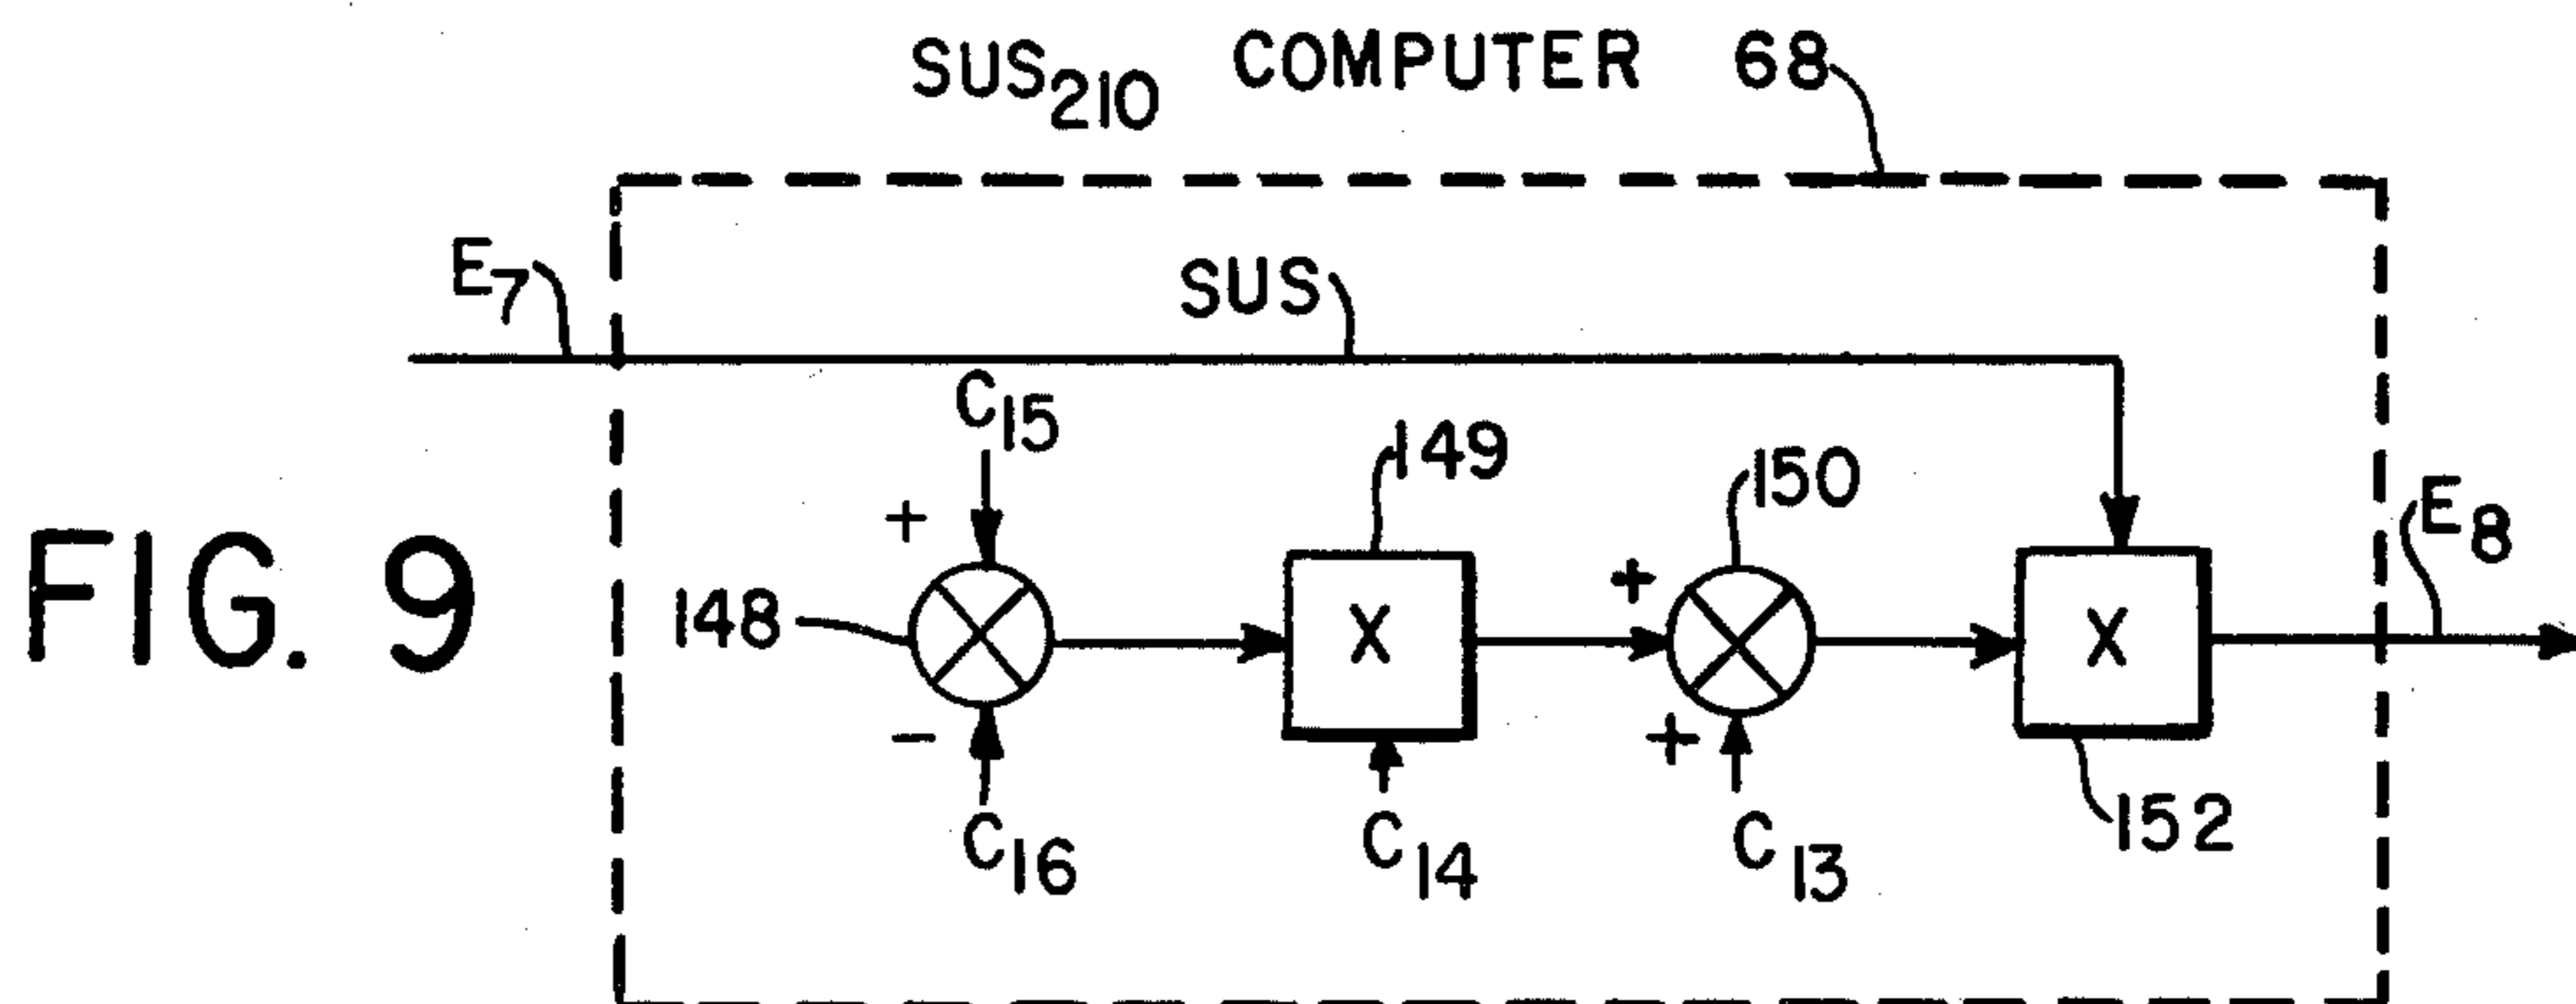 SUS210 COMPUTER 68
E7
SUS
C15
149
150
E8
+
+
FIG. 9
148
X
X
-
+
C16
C14
C13
152